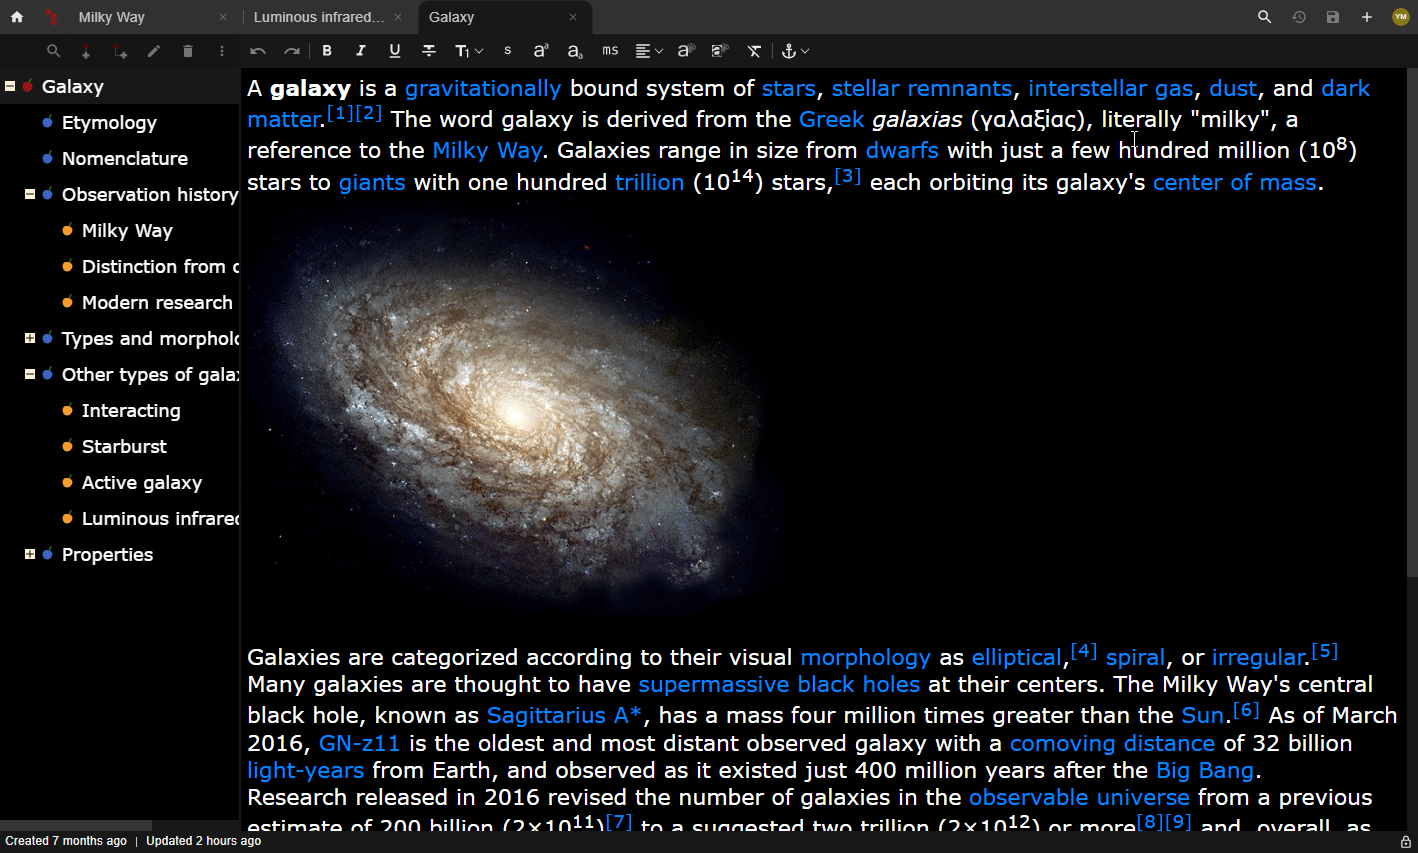 Milky Way
Luminous infrared...
Galaxy
YM
B I U T T1 s aa aa ms
Galaxy
Etymology
Nomenclature
Observation history
Milky Way
Distinction from
Modern research
Types and
Other types of
Interacting
Starburst
Active galaxy
Luminous infrared
Properties
A galaxy is a gravitationally bound system of stars, stellar remnants, interstellar gas, dust, and dark
matter.[1][2] The word galaxy is derived from the Greek galaxias (γαλαξίας), literally "milky", a
reference to the Milky Way. Galaxies range in size from dwarfs with just a few hundred million (10⁸)
stars to giants with one hundred trillion (10¹⁴) stars,[3] each orbiting its galaxy's center of mass.
Galaxies are categorized according to their visual morphology as elliptical,[4] spiral, or irregular.[5]
Many galaxies are thought to have supermassive black holes at their centers. The Milky Way's central
black hole, known as Sagittarius A*, has a mass four million times greater than the Sun.[6] As of March
2016, GN-z11 is the oldest and most distant observed galaxy with a comoving distance of 32 billion
light-years from Earth, and observed as it existed just 400 million years after the Big Bang.
Research released in 2016 revised the number of galaxies in the observable universe from a previous
estimate of 200 billion (2×10¹¹)[7] to a suggested two trillion (2×10¹²) or more[8][9] and, overall, as
Created 7 months ago | Updated 2 hours ago